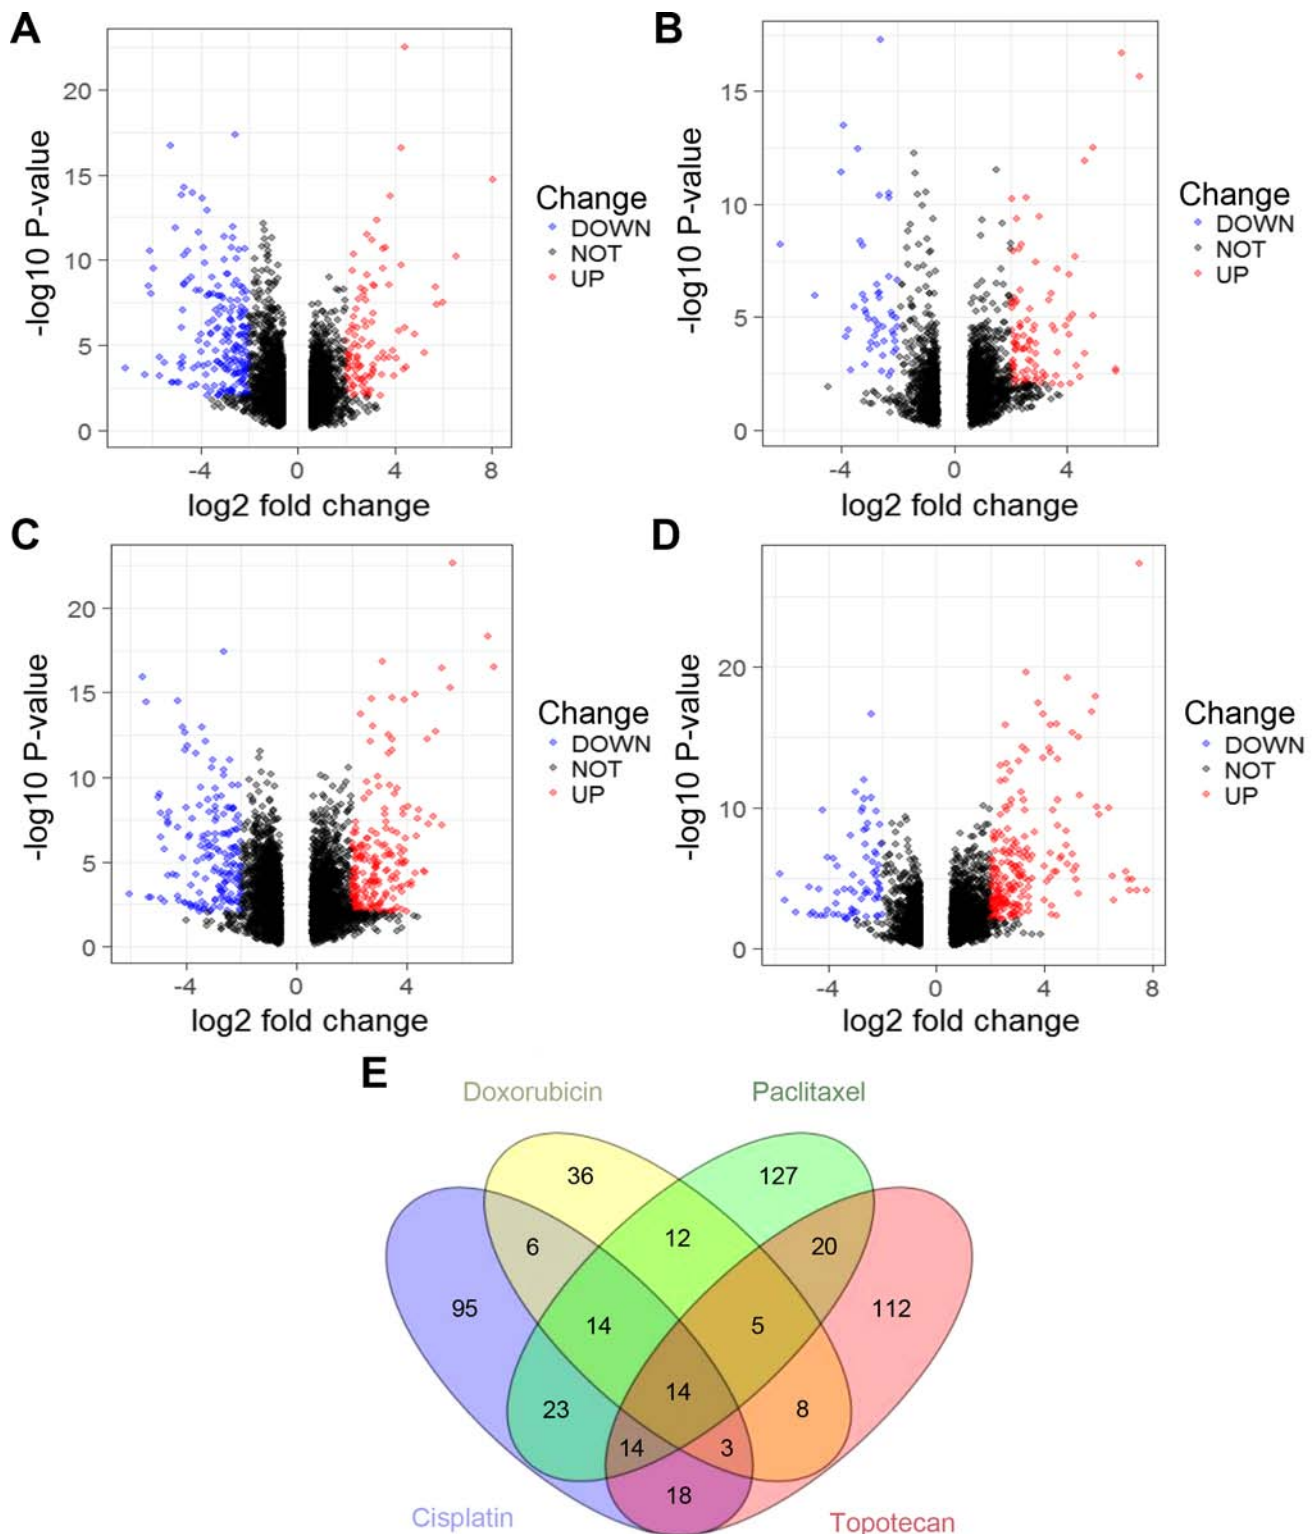 A
-log10 P-value
20
15
10
5
0
-4 0 4 8
log2 fold change
Change
DOWN
NOT
UP
B
-log10 P-value
15
10
5
0
-4 0 4
log2 fold change
Change
DOWN
NOT
UP
C
-log10 P-value
20
15
10
5
0
-4 0 4
log2 fold change
Change
DOWN
NOT
UP
D
-log10 P-value
20
10
0
-4 0 4 8
log2 fold change
Change
DOWN
NOT
UP
E
Doxorubicin Paclitaxel
36 127
6 12 20
95 14 5 112
14
23 8
14 3
18
Cisplatin Topotecan